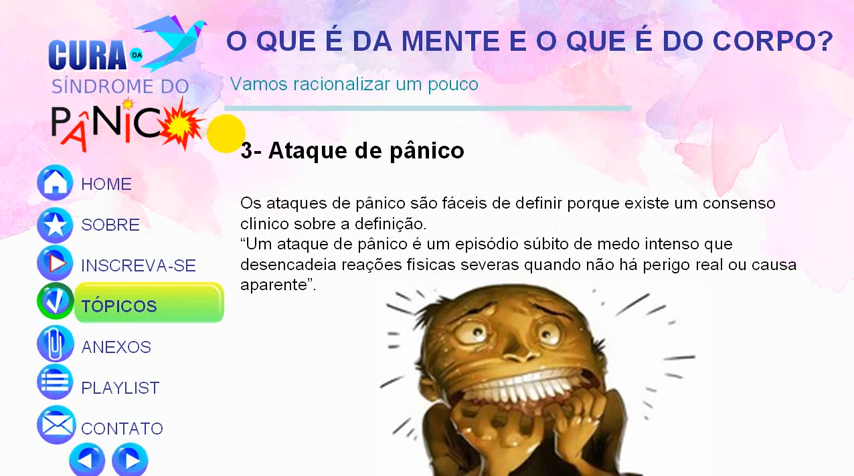 CURA DA
SÍNDROME DO
PÂNICO
O QUE É DA MENTE E O QUE É DO CORPO?
Vamos racionalizar um pouco
HOME
SOBRE
INSCREVA-SE
TÓPICOS
ANEXOS
PLAYLIST
CONTATO
3- Ataque de pânico
Os ataques de pânico são fáceis de definir porque existe um consenso
clínico sobre a definição.
“Um ataque de pânico é um episódio súbito de medo intenso que
desencadeia reações fisicas severas quando não há perigo real ou causa
aparente”.